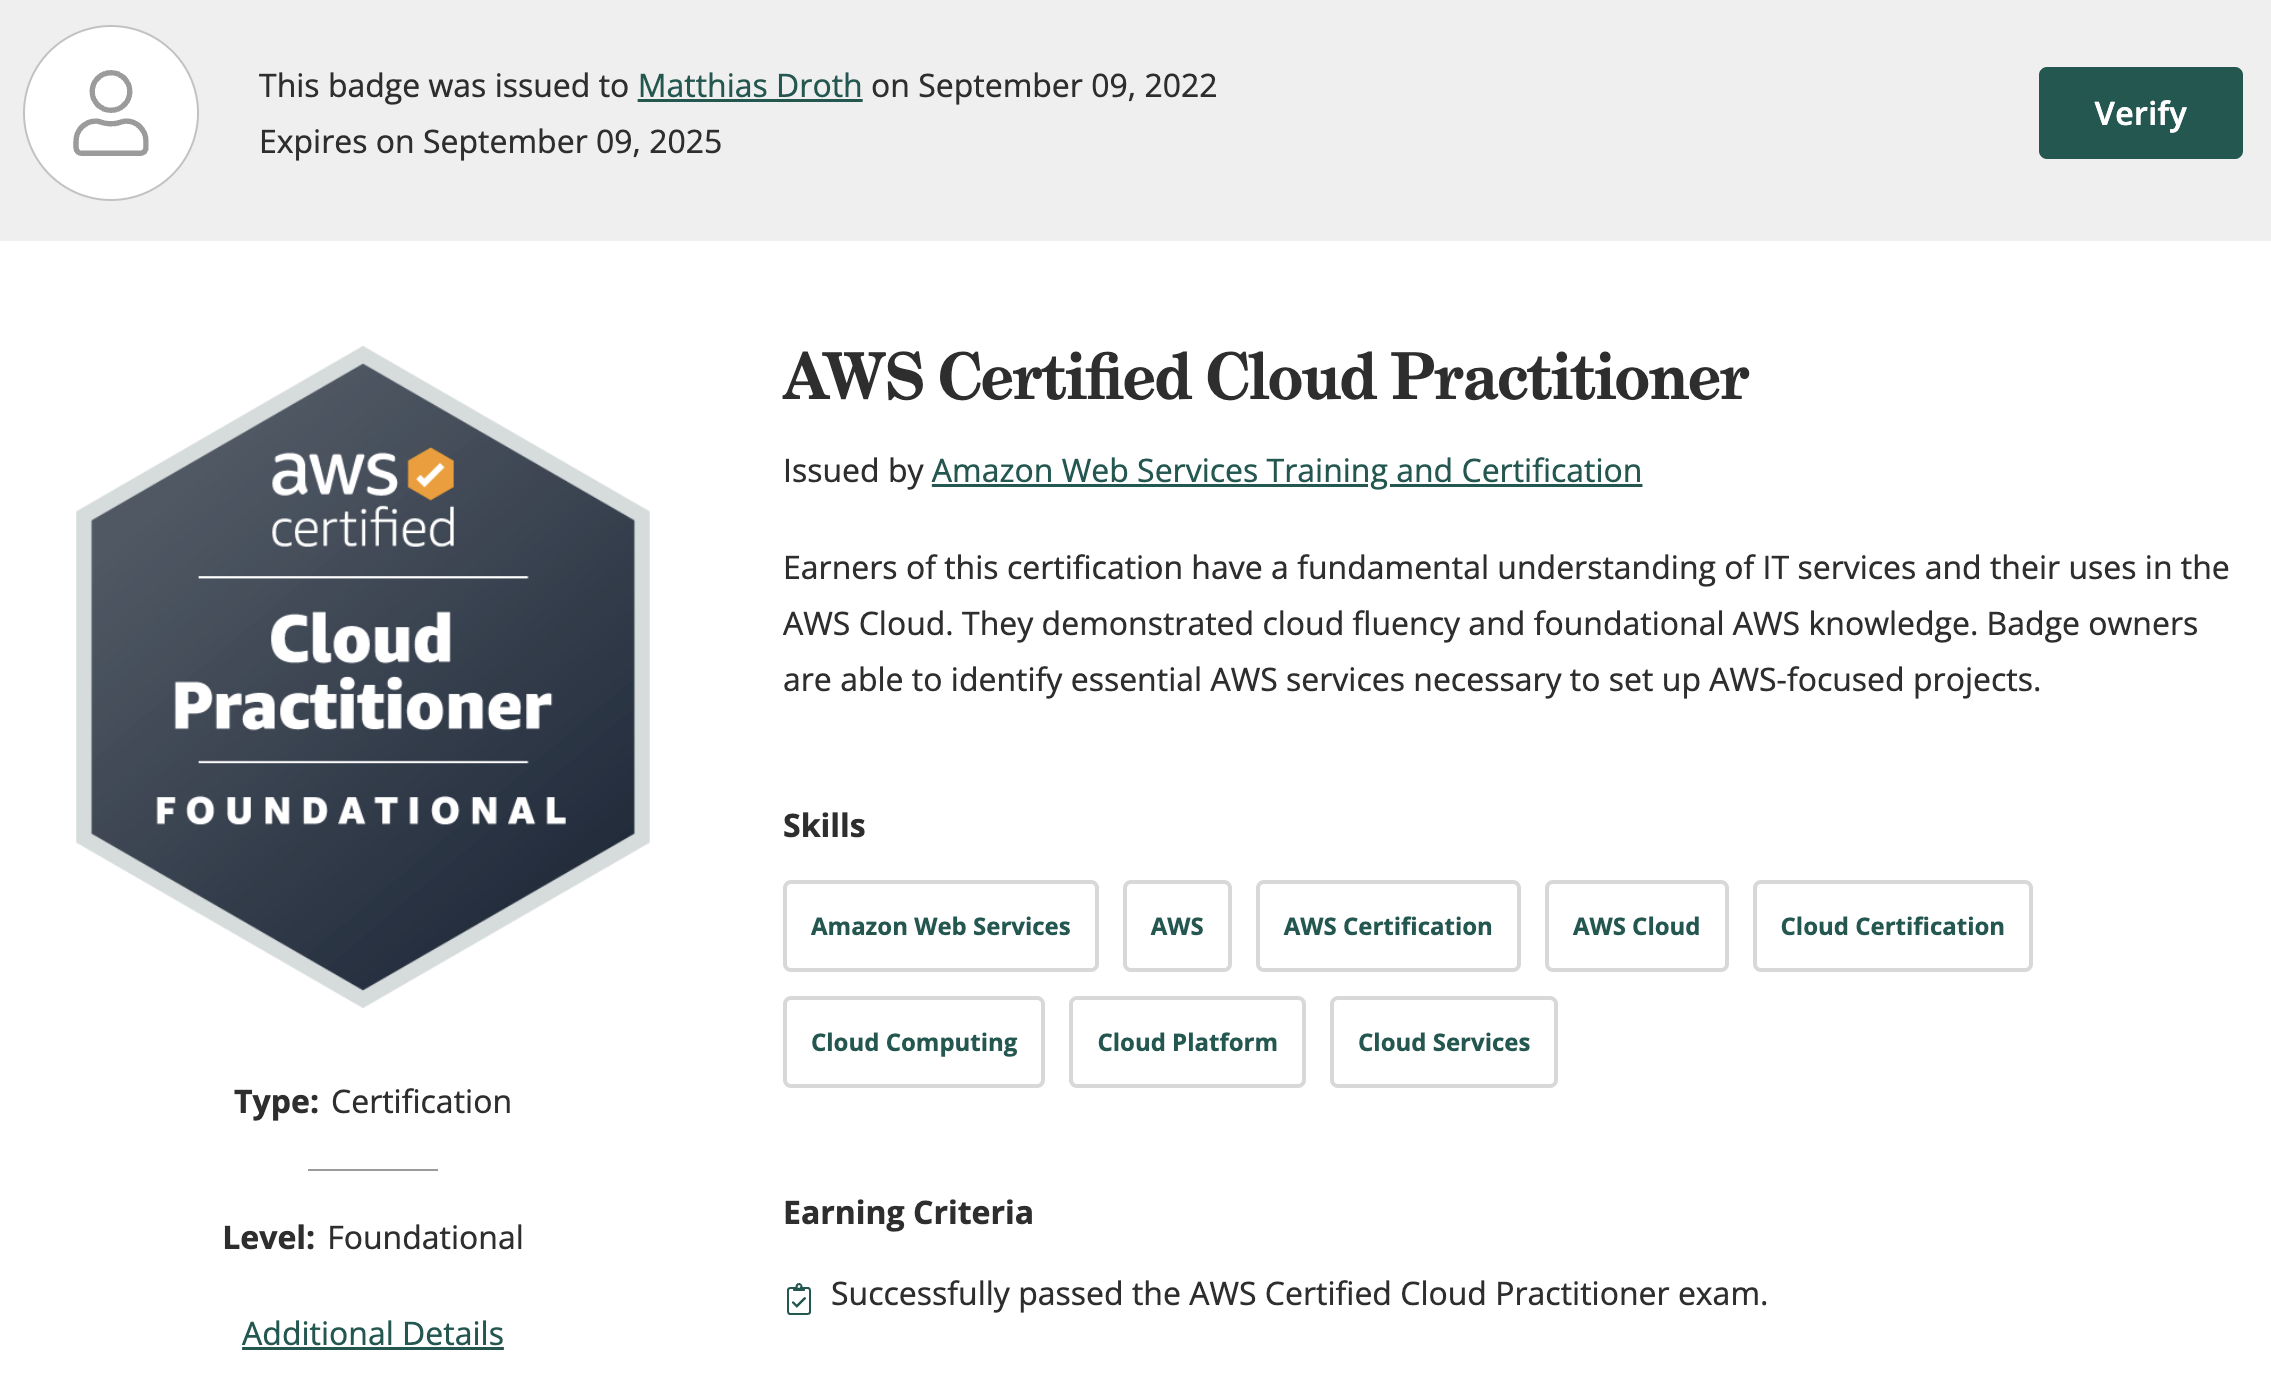 This badge was issued to Matthias Droth on September 09, 2022
Expires on September 09, 2025
Verify
aws
certified
Cloud
Practitioner
FOUNDATIONAL
Type: Certification
Level: Foundational
Additional Details
AWS Certified Cloud Practitioner
Issued by Amazon Web Services Training and Certification
Earners of this certification have a fundamental understanding of IT services and their uses in the
AWS Cloud. They demonstrated cloud fluency and foundational AWS knowledge. Badge owners
are able to identify essential AWS services necessary to set up AWS-focused projects.
Skills
Amazon Web Services AWS AWS Certification AWS Cloud Cloud Certification
Cloud Computing Cloud Platform Cloud Services
Earning Criteria
Successfully passed the AWS Certified Cloud Practitioner exam.